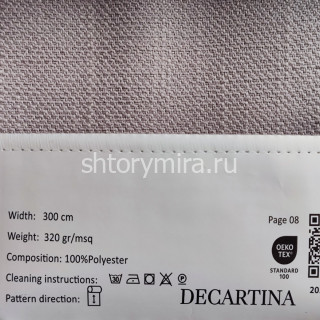 shtorymira.ru
Width: 300 cm
Page 08
Weight: 320 gr/msq
Composition: 100%Polyester
OEKO
TEX®
STANDARD
100
Cleaning instructions:
Pattern direction:
DECARTINA
20